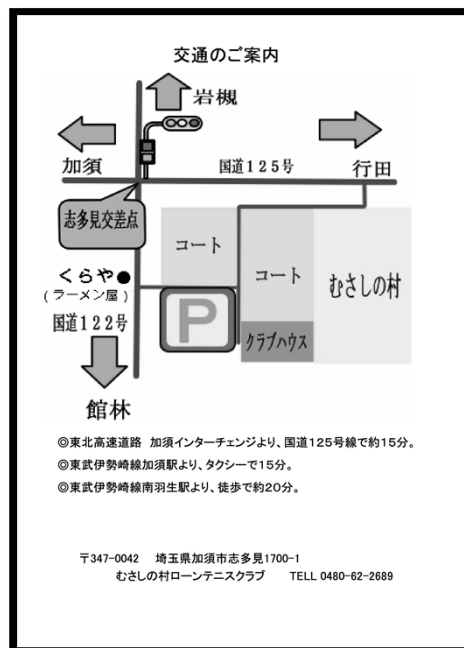 交通のご案内
岩槻
加須
国道125号
行田
志多見交差点
コート
コート
むさしの村
くらや●
(ラーメン屋)
国道122号
P
クラブハウス
館林
◎東北高速道路 加須インターチェンジより、国道125号線で約15分。
◎東武伊勢崎線加須駅より、タクシーで15分。
◎東武伊勢崎線南羽生駅より、徒歩で約20分。
〒347-0042 埼玉県加須市志多見1700-1
むさしの村ローンテニスクラブ TELL 0480-62-2689